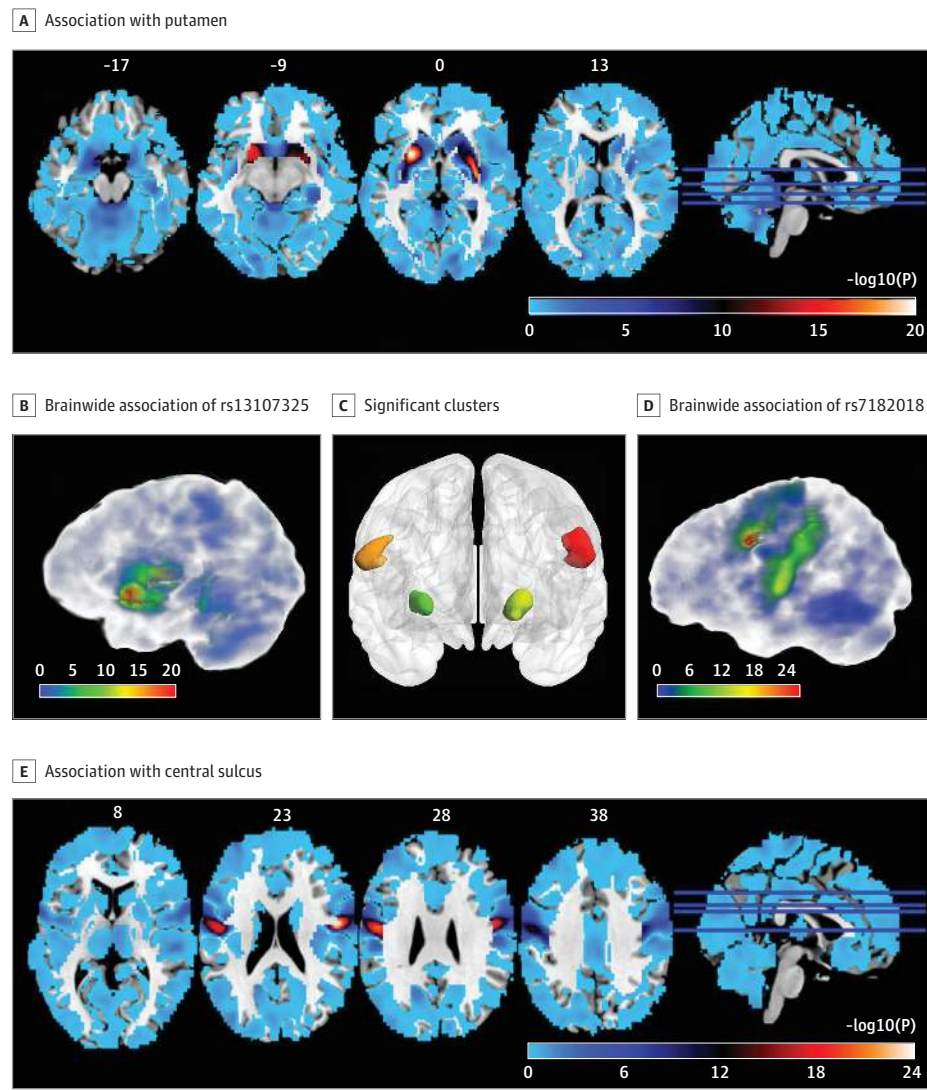 A Association with putamen
-17 -9 0 13
-log10(P)
0 5 10 15 20
B Brainwide association of rs13107325
C Significant clusters
D Brainwide association of rs7182018
0 5 10 15 20
0 6 12 18 24
E Association with central sulcus
8 23 28 38
-log10(P)
0 6 12 18 24